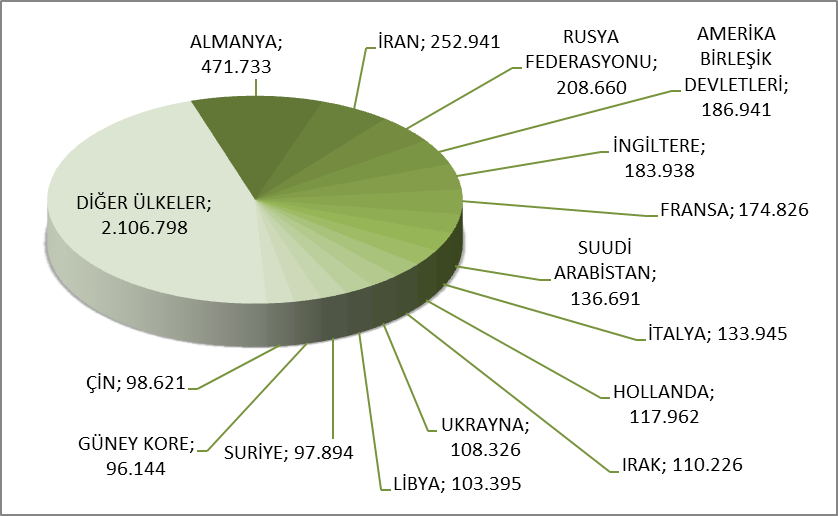 ALMANYA;
471.733
İRAN; 252.941
RUSYA
FEDERASYONU;
208.660
AMERİKA
BİRLEŞİK
DEVLETLERİ;
186.941
İNGİLTERE;
183.938
FRANSA; 174.826
SUUDİ
ARABİSTAN;
136.691
İTALYA; 133.945
HOLLANDA;
117.962
IRAK; 110.226
UKRAYNA;
108.326
LİBYA; 103.395
SURİYE; 97.894
GÜNEY KORE;
96.144
ÇİN; 98.621
DİĞER ÜLKELER;
2.106.798